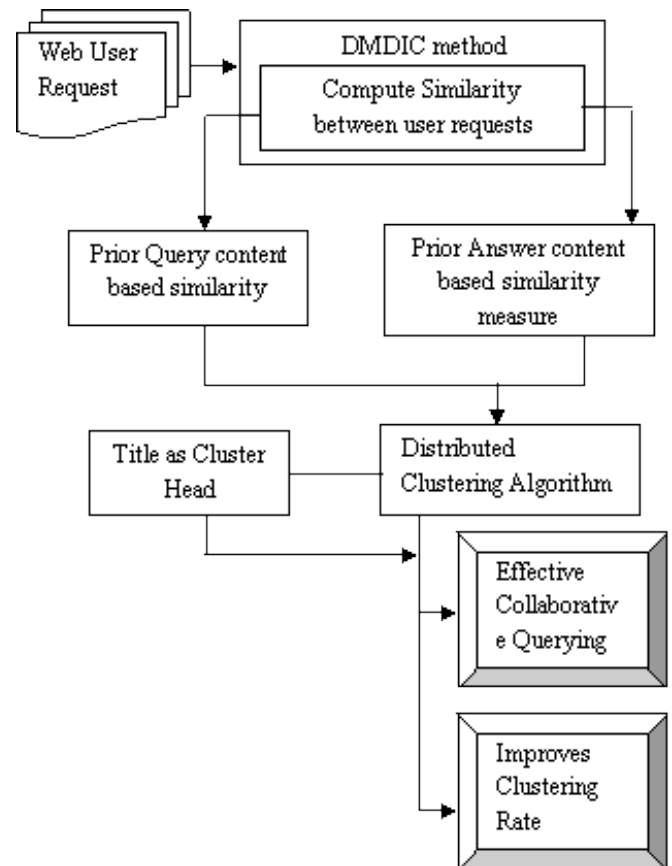 Web User
Request
DMDIC method
Compute Similarity
between user requests
Prior Query content
based similarity
Prior Answer content
based similarity
measure
Title as Cluster
Head
Distributed
Clustering Algorithm
Effective
Collaborativ
e Querying
Improves
Clustering
Rate